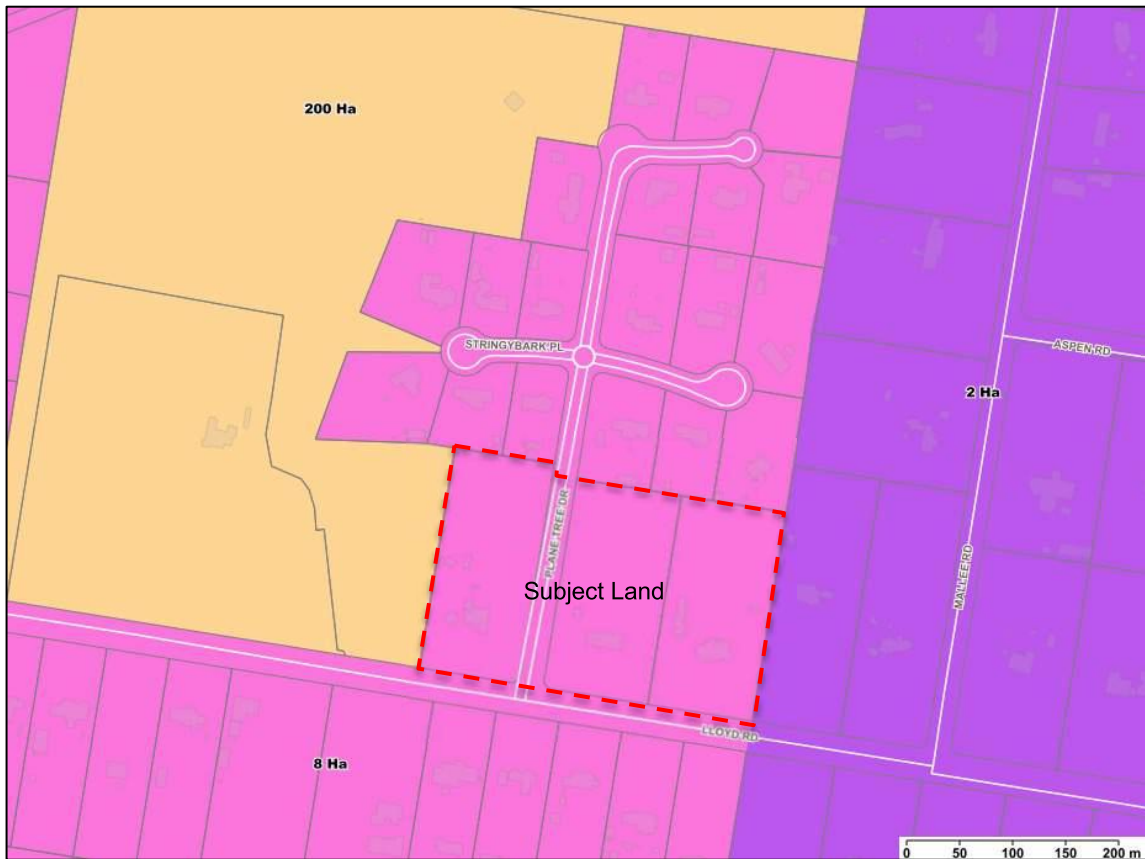 200 Ha
STRINGYBARK PL
ASPEN RD
2 Ha
PLANE TREE DR
MALLEE RD
Subject Land
LLOYD RD
8 Ha
0 50 100 150 200 m